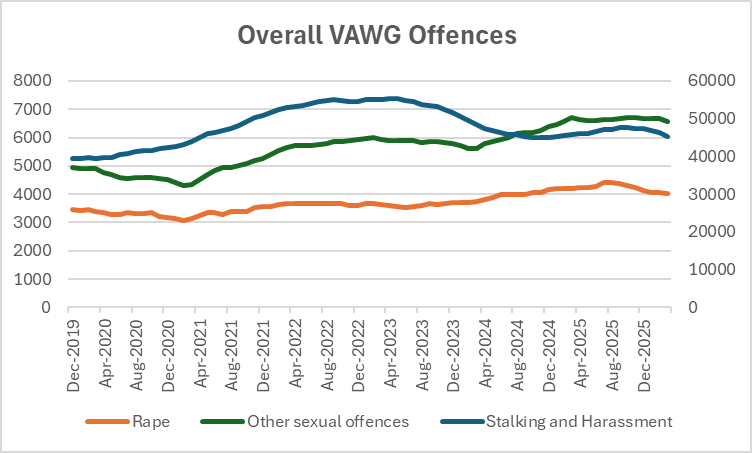 Overall VAWG Offences
8000
7000
6000
5000
4000
3000
2000
1000
0
60000
50000
40000
30000
20000
10000
0
Dec-2019
Apr-2020
Aug-2020
Dec-2020
Apr-2021
Aug-2021
Dec-2021
Apr-2022
Aug-2022
Dec-2022
Apr-2023
Aug-2023
Dec-2023
Apr-2024
Aug-2024
Dec-2024
Apr-2025
Aug-2025
Dec-2025
Rape Other sexual offences Stalking and Harassment